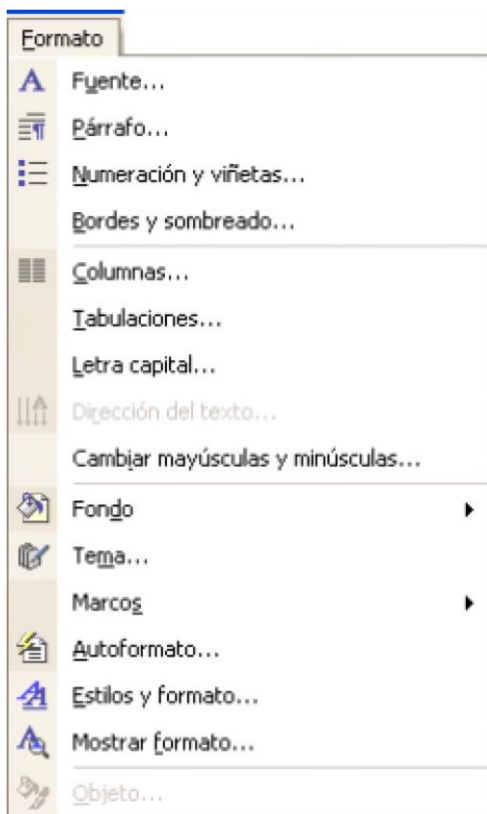 Formato
Fuente...
Párrafo...
Numeración y viñetas...
Bordes y sombreado...
Columnas...
Tabulaciones...
Letra capital...
Dirección del texto...
Cambiar mayúsculas y minúsculas...
Fondo
Tema...
Marcos
Autoformato...
Estilos y formato...
Mostrar formato...
Objeto...